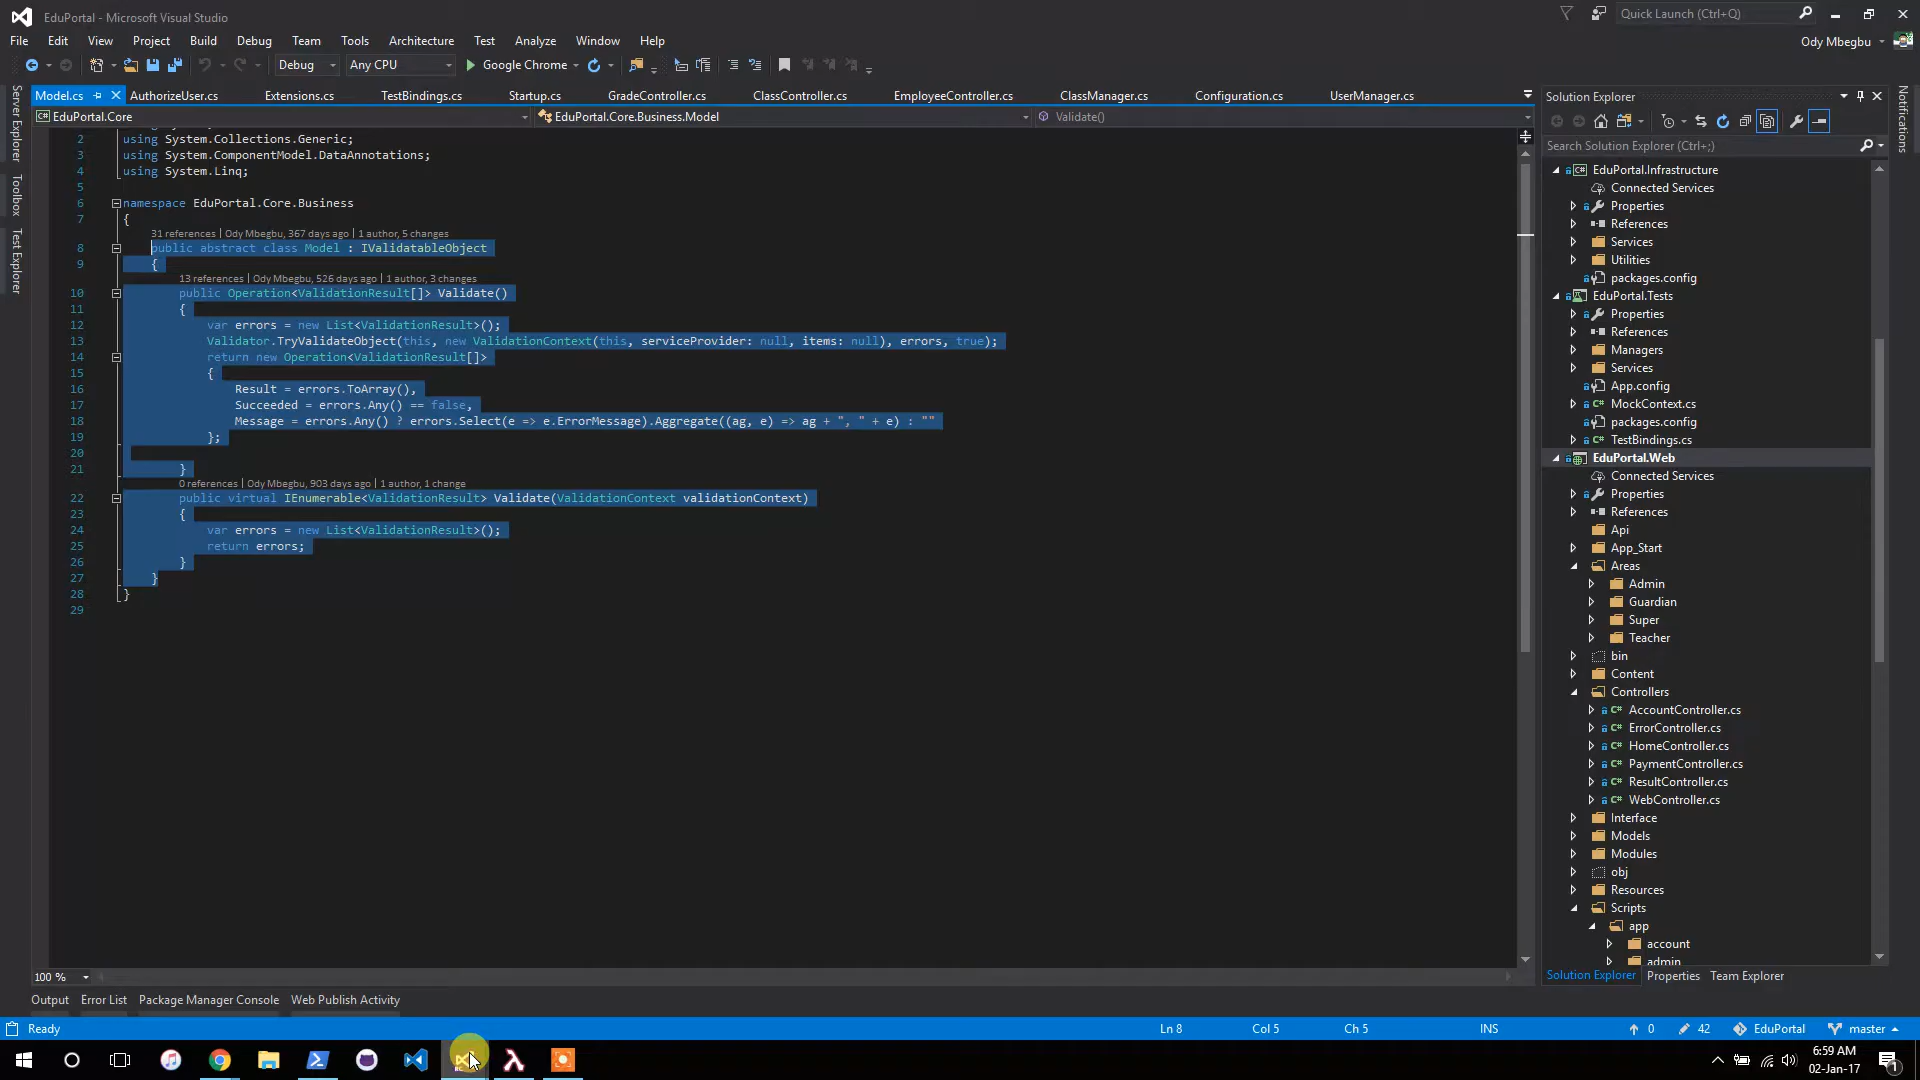 EduPortal - Microsoft Visual Studio
Quick Launch (Ctrl+Q)
File Edit View Project Build Debug Team Tools Test Architecture Test Analyze Window Help
Ody Mbegbu
Debug Any CPU Google Chrome
Model.cs AuthorizeUser.cs Extensions.cs TestBindings.cs Startup.cs GradeController.cs ClassController.cs EmployeeController.cs ClassManager.cs Configuration.cs UserManager.cs
EduPortal.Core EduPortal.Core.Business.Model Validate()
Server Explorer
Toolbox
Test Explorer
2 using System.Collections.Generic;
3 using System.ComponentModel.DataAnnotations;
4 using System.Linq;
5
6 namespace EduPortal.Core.Business
7 {
31 references | Ody Mbegbu, 367 days ago | 1 author, 5 changes
8 public abstract class Model : IValidatableObject
9 {
13 references | Ody Mbegbu, 526 days ago | 1 author, 3 changes
10 public Operation<ValidationResult[]> Validate()
11 {
12 var errors = new List<ValidationResult>();
13 Validator.TryValidateObject(this, new ValidationContext(this, serviceProvider: null, items: null), errors, true);
14 return new Operation<ValidationResult[]>
15 {
16 Result = errors.ToArray(),
17 Succeeded = errors.Any() == false,
18 Message = errors.Any() ? errors.Select(e => e.ErrorMessage).Aggregate((ag, e) => ag + ", " + e) : ""
19 };
20
21 }
0 references | Ody Mbegbu, 903 days ago | 1 author, 1 change
22 public virtual IEnumerable<ValidationResult> Validate(ValidationContext validationContext)
23 {
24 var errors = new List<ValidationResult>();
25 return errors;
26 }
27 }
28 }
29
100 %
Solution Explorer
Search Solution Explorer (Ctrl+;)
EduPortal.Infrastructure
Connected Services
Properties
References
Services
Utilities
packages.config
EduPortal.Tests
Properties
References
Managers
Services
App.config
MockContext.cs
packages.config
TestBindings.cs
EduPortal.Web
Connected Services
Properties
References
Api
App_Start
Areas
Admin
Guardian
Super
Teacher
bin
Content
Controllers
AccountController.cs
ErrorController.cs
HomeController.cs
PaymentController.cs
ResultController.cs
WebController.cs
Interface
Models
Modules
obj
Resources
Scripts
app
account
admin
Solution Explorer Properties Team Explorer
Notifications
Output Error List Package Manager Console Web Publish Activity
Ready Ln 8 Col 5 Ch 5 INS 0 42 EduPortal master
6:59 AM
02-Jan-17
1